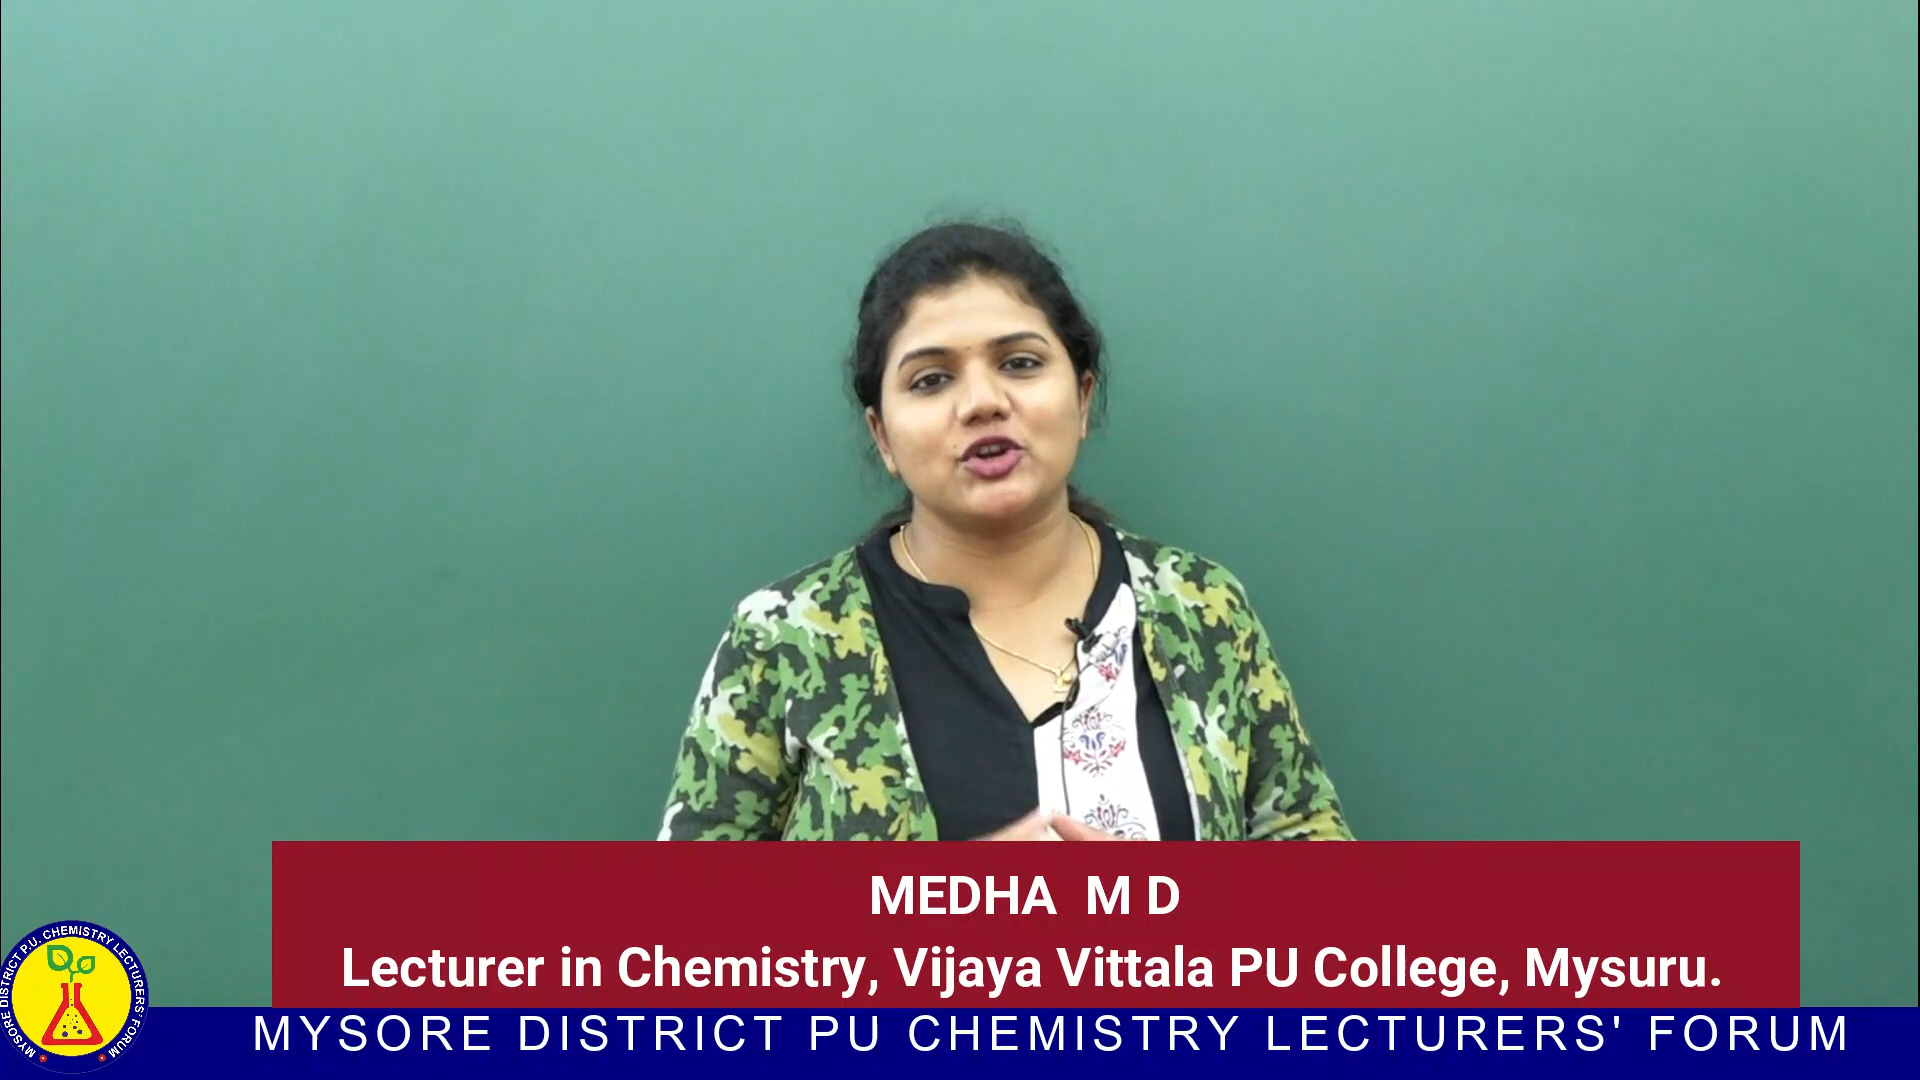 MEDHA M D
Lecturer in Chemistry, Vijaya Vittala PU College, Mysuru.
MYSORE DISTRICT P.U. CHEMISTRY LECTURERS' FORUM
MYSORE DISTRICT PU CHEMISTRY LECTURERS' FORUM